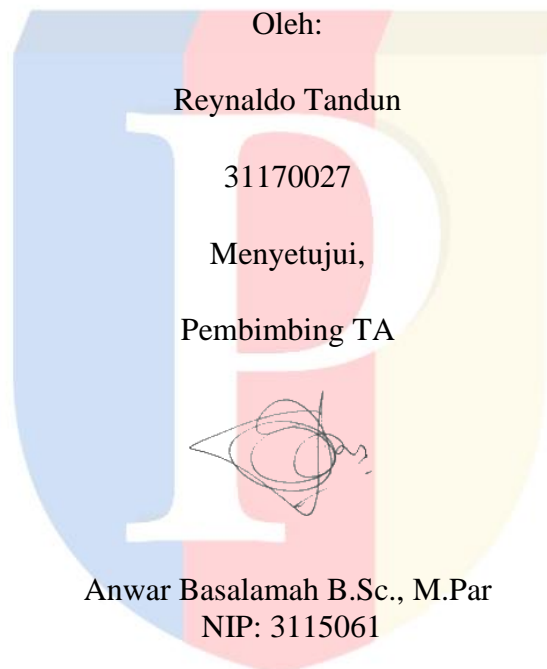 Oleh:
Reynaldo Tandun
31170027
Menyetujui,
Pembimbing TA
Anwar Basalamah B.Sc., M.Par
NIP: 3115061